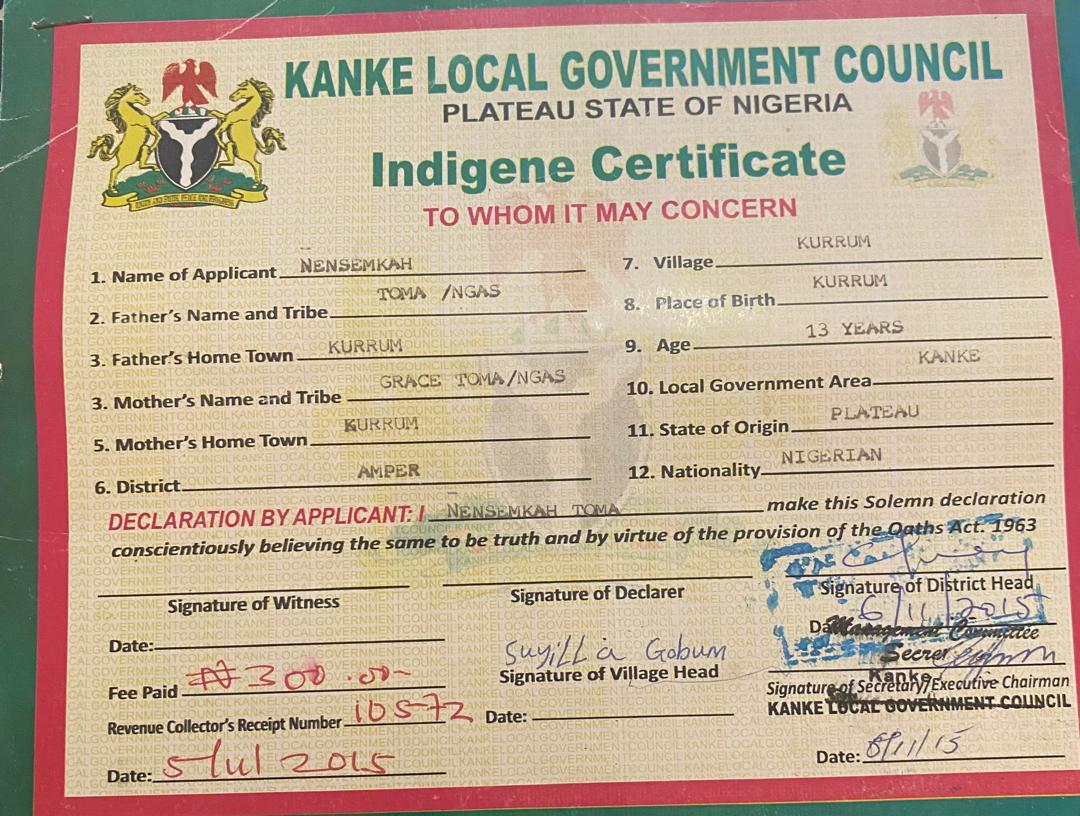 KANKE LOCAL GOVERNMENT COUNCIL
PLATEAU STATE OF NIGERIA
Indigene Certificate
TO WHOM IT MAY CONCERN
1. Name of Applicant NENSEMKAH
2. Father's Name and Tribe TOMA /NGAS
3. Father's Home Town KURRUM
3. Mother's Name and Tribe GRACE TOMA/NGAS
5. Mother's Home Town KURRUM
6. District AMPER
7. Village KURRUM
8. Place of Birth KURRUM
9. Age 13 YEARS
10. Local Government Area KANKE
11. State of Origin PLATEAU
12. Nationality NIGERIAN
DECLARATION BY APPLICANT: I NENSEMKAH TOMA make this Solemn declaration
conscientiously believing the same to be truth and by virtue of the provision of the Oaths Act. 1963
Signature of Witness
Date:
Fee Paid ₦300.00-
Revenue Collector's Receipt Number 10572
Date: 2015
Signature of Declarer
Suyilla Gobum
Signature of Village Head
Date:
Signature of District Head
6/11/2015
Management Committee
Kanke
Signature of Secretary/Executive Chairman
KANKE LOCAL GOVERNMENT COUNCIL
Date: /11/15